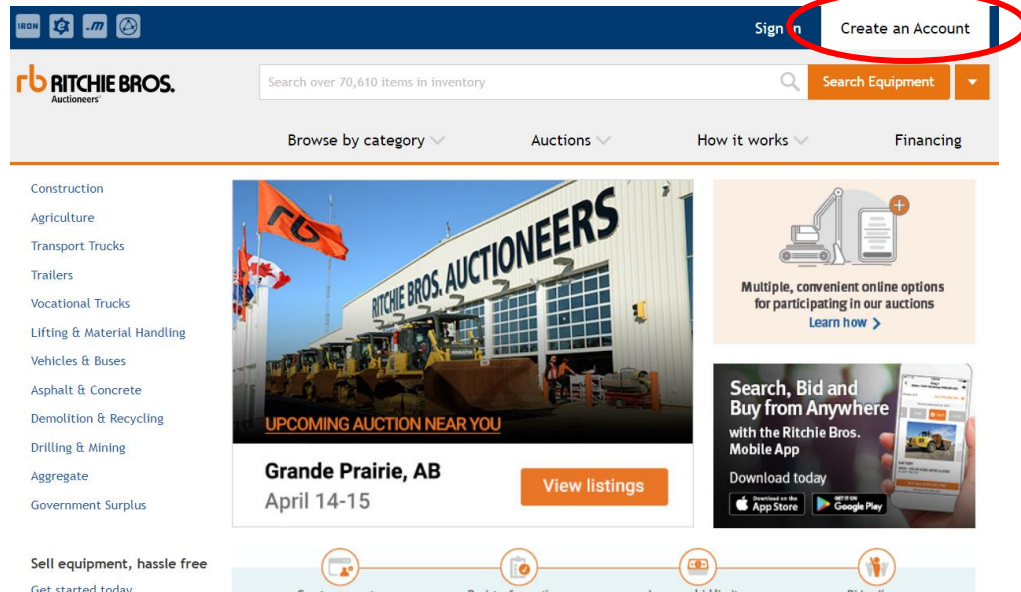 IRON
Sign in
Create an Account
rb RITCHIE BROS.
Auctioneers
Search over 70,610 items in inventory
Search Equipment
Browse by category
Auctions
How it works
Financing
Construction
Agriculture
Transport Trucks
Trailers
Vocational Trucks
Lifting & Material Handling
Vehicles & Buses
Asphalt & Concrete
Demolition & Recycling
Drilling & Mining
Aggregate
Government Surplus
Sell equipment, hassle free
Get started today
rb
RITCHIE BROS. AUCTIONEERS
UPCOMING AUCTION NEAR YOU
Grande Prairie, AB
April 14-15
View listings
Multiple, convenient online options
for participating in our auctions
Learn how >
Search, Bid and
Buy from Anywhere
with the Ritchie Bros.
Mobile App
Download today
Download on the
App Store
GET IT ON
Google Play